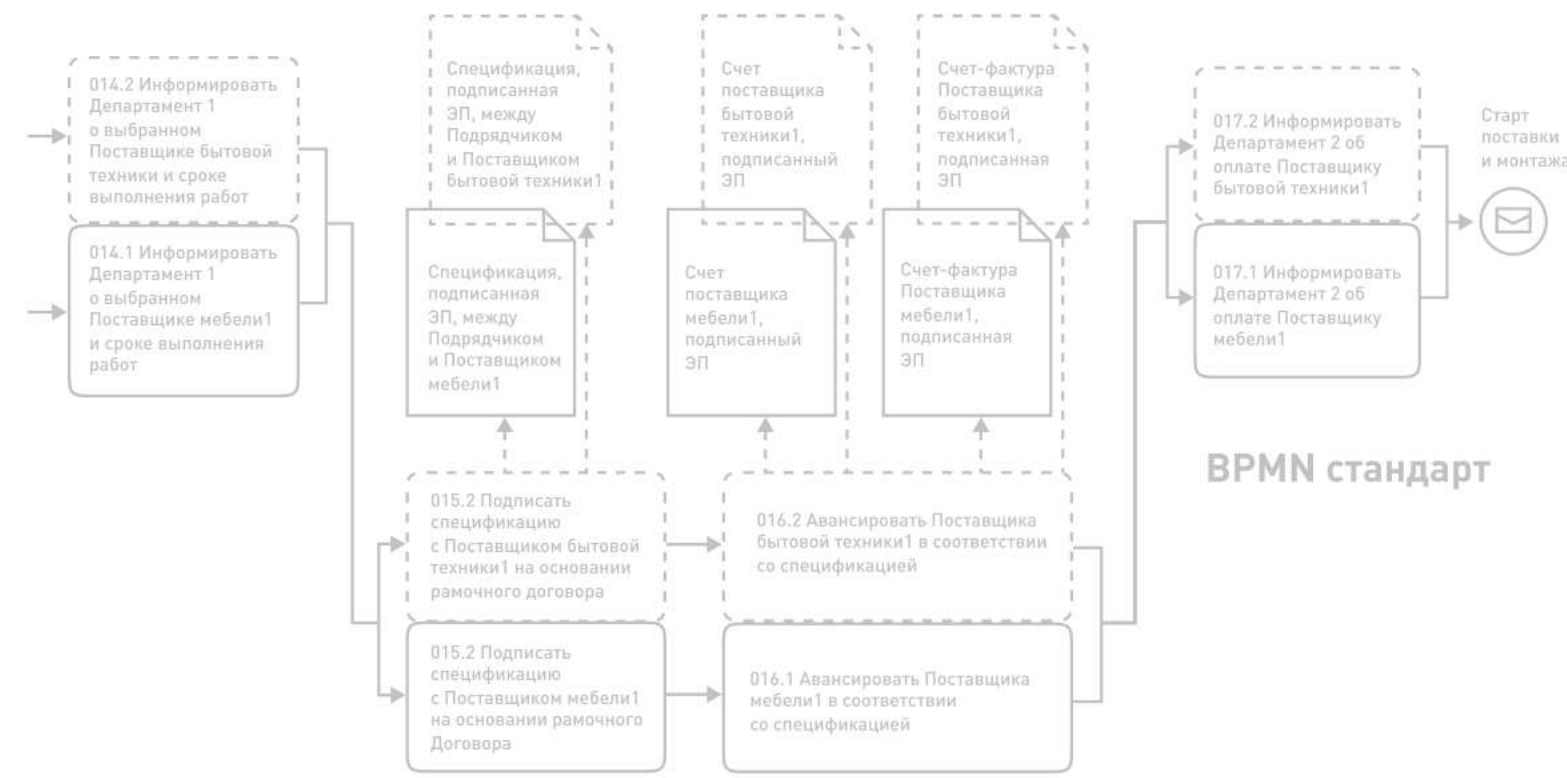 014.2 Информировать
Департамент 1
о выбранном
Поставщике бытовой
техники и сроке
выполнения работ
014.1 Информировать
Департамент 1
о выбранном
Поставщике мебели1
и сроке выполнения
работ
Спецификация,
подписанная
ЭП, между
Подрядчиком
и Поставщиком
бытовой техники1
Счет
поставщика
бытовой
техники1,
подписанный
ЭП
Счет-фактура
Поставщика
бытовой
техники1,
подписанная
ЭП
Спецификация,
подписанная
ЭП, между
Подрядчиком
и Поставщиком
мебели1
Счет
поставщика
мебели1,
подписанный
ЭП
Счет-фактура
Поставщика
мебели1,
подписанная
ЭП
015.2 Подписать
спецификацию
с Поставщиком бытовой
техники1 на основании
рамочного договора
016.2 Авансировать Поставщика
бытовой техники1 в соответствии
со спецификацией
015.2 Подписать
спецификацию
с Поставщиком мебели1
на основании рамочного
Договора
016.1 Авансировать Поставщика
мебели1 в соответствии
со спецификацией
017.2 Информировать
Департамент 2 об
оплате Поставщику
бытовой техники1
017.1 Информировать
Департамент 2 об
оплате Поставщику
мебели1
Старт
поставки
и монтажа
BPMN стандарт